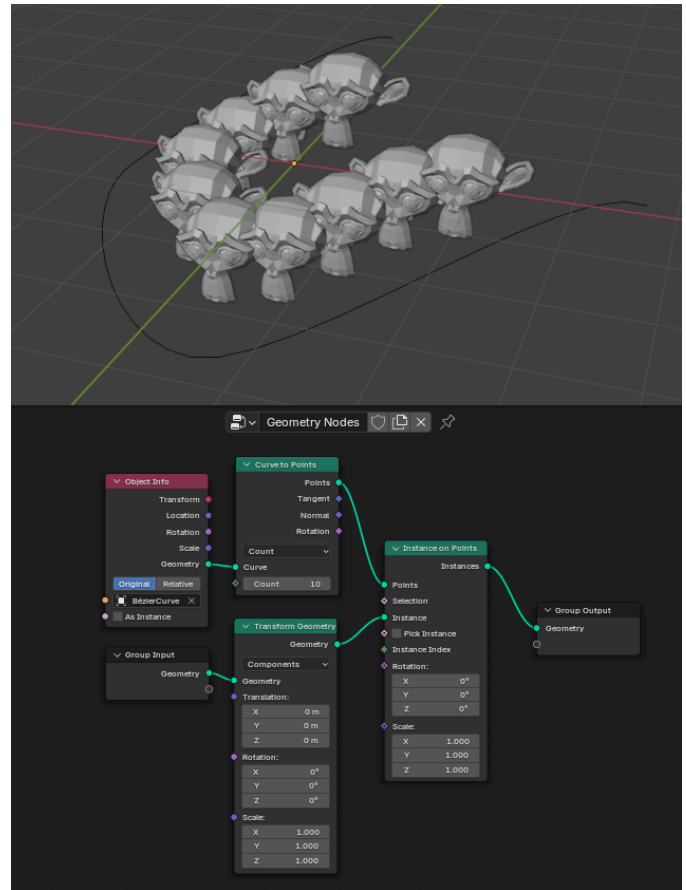 Geometry Nodes
Object Info
Transform
Location
Rotation
Scale
Geometry
Original Relative
BézierCurve
As Instance
Group Input
Geometry
Curve to Points
Points
Tangent
Normal
Rotation
Count
Curve
Count 10
Transform Geometry
Geometry
Components
Geometry
Translation:
X 0 m
Y 0 m
Z 0 m
Rotation:
X 0°
Y 0°
Z 0°
Scale:
X 1.000
Y 1.000
Z 1.000
Instance on Points
Instances
Points
Selection
Instance
Pick Instance
Instance Index
Rotation:
X 0°
Y 0°
Z 0°
Scale:
X 1.000
Y 1.000
Z 1.000
Group Output
Geometry